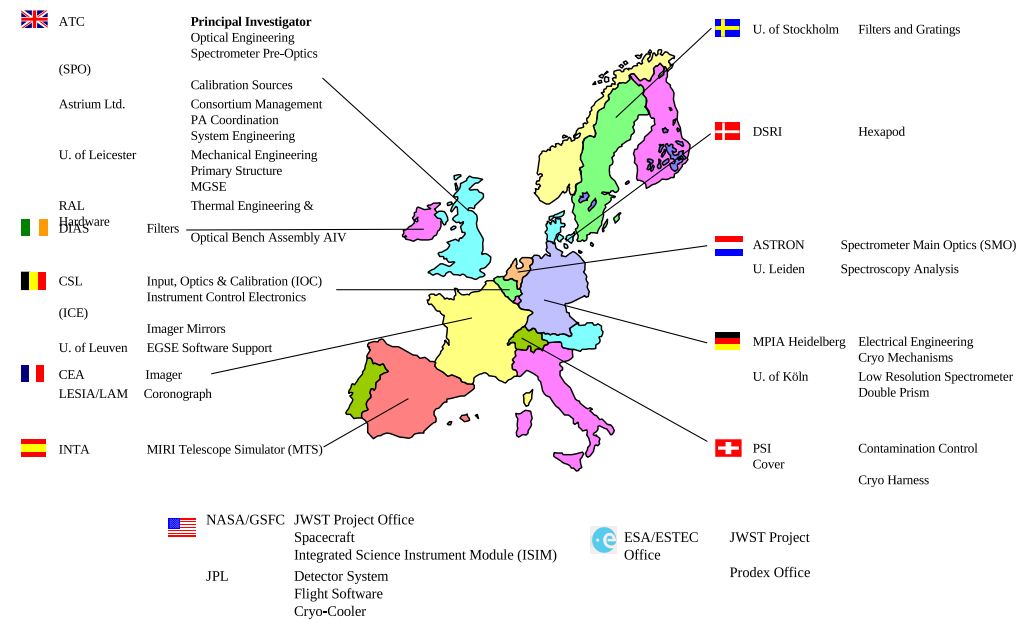 ATC Principal Investigator
Optical Engineering
Spectrometer Pre-Optics
(SPO)
Calibration Sources
Astrium Ltd. Consortium Management
PA Coordination
System Engineering
U. of Leicester Mechanical Engineering
Primary Structure
MGSE
RAL Thermal Engineering &
Hardware
DIAS Filters
Optical Bench Assembly AIV
CSL Input, Optics & Calibration (IOC)
Instrument Control Electronics
(ICE)
Imager Mirrors
U. of Leuven EGSE Software Support
CEA Imager
LESIA/LAM Coronograph
INTA MIRI Telescope Simulator (MTS)
U. of Stockholm Filters and Gratings
DSRI Hexapod
ASTRON Spectrometer Main Optics (SMO)
U. Leiden Spectroscopy Analysis
MPIA Heidelberg Electrical Engineering
Cryo Mechanisms
U. of Köln Low Resolution Spectrometer
Double Prism
PSI Contamination Control
Cover
Cryo Harness
NASA/GSFC JWST Project Office
Spacecraft
Integrated Science Instrument Module (ISIM)
JPL Detector System
Flight Software
Cryo-Cooler
ESA/ESTEC JWST Project
Office
Prodex Office